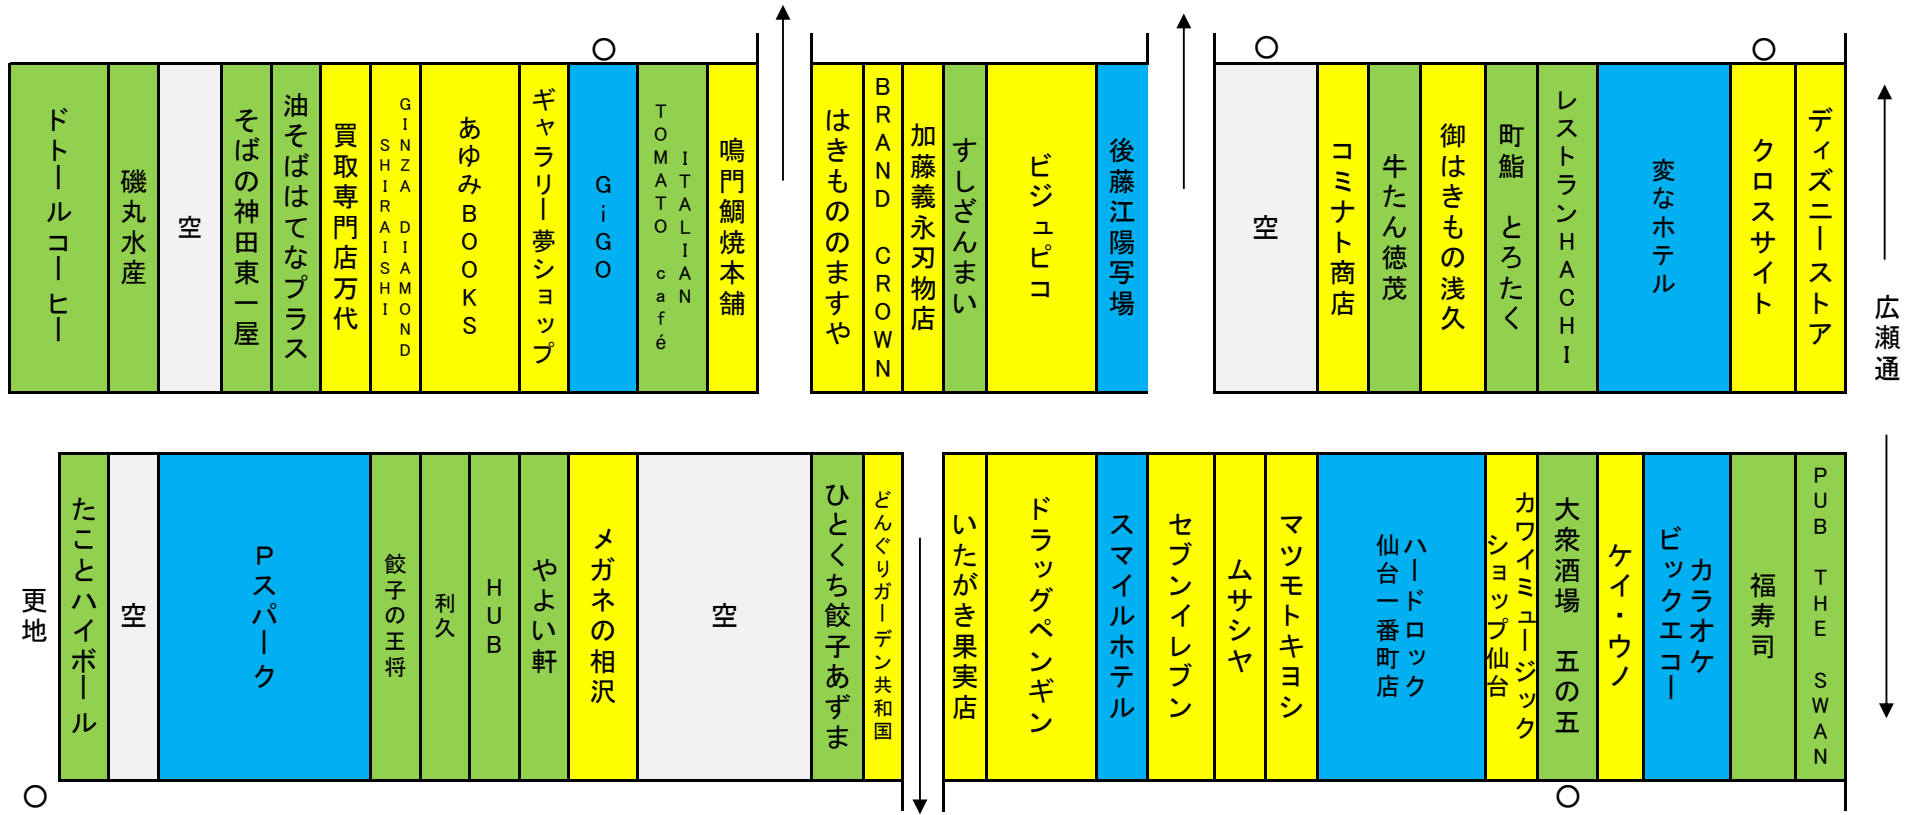 ドトールコーヒー
磯丸水産
空
そばの神田東一屋
油そばはてなプラス
買取専門店万代
GINZA DIAMOND
SHIRAISHI
あゆみBOOKS
ギャラリー夢ショップ
GiGO
ITALIAN
TOMATO café
鳴門鯛焼本舗
はきもののますや
BRAND CROWN
加藤義永刃物店
すしざんまい
ビジュピコ
後藤江陽写場
空
コミナト商店
牛たん徳茂
御はきもの浅久
町鮨 とろたく
レストランHACHI
変なホテル
クロスサイト
ディズニーストア
広瀬通
更地
たことハイボール
空
Pスパーク
餃子の王将
利久
HUB
やよい軒
メガネの相沢
空
ひとくち餃子あずま
どんぐりガーデン共和国
いたがき果実店
ドラッグペンギン
スマイルホテル
セブンイレブン
ムサシヤ
マツモトキヨシ
ハードロック
仙台一番町店
カワイミュージック
ショップ仙台
大衆酒場 五の五
ケイ・ウノ
カラオケ
ビックエコー
福寿司
PUB THE SWAN